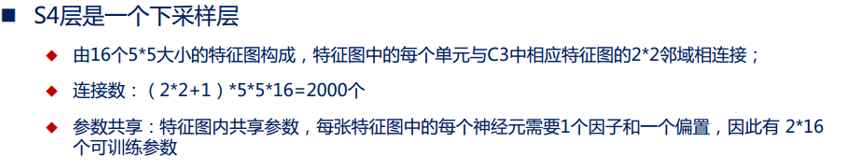 S4层是一个下采样层
由16个5*5大小的特征图构成，特征图中的每个单元与C3中相应特征图的2*2邻域相连接；
连接数：（2*2+1）*5*5*16=2000个
参数共享：特征图内共享参数，每张特征图中的每个神经元需要1个因子和一个偏置，因此有 2*16
个可训练参数